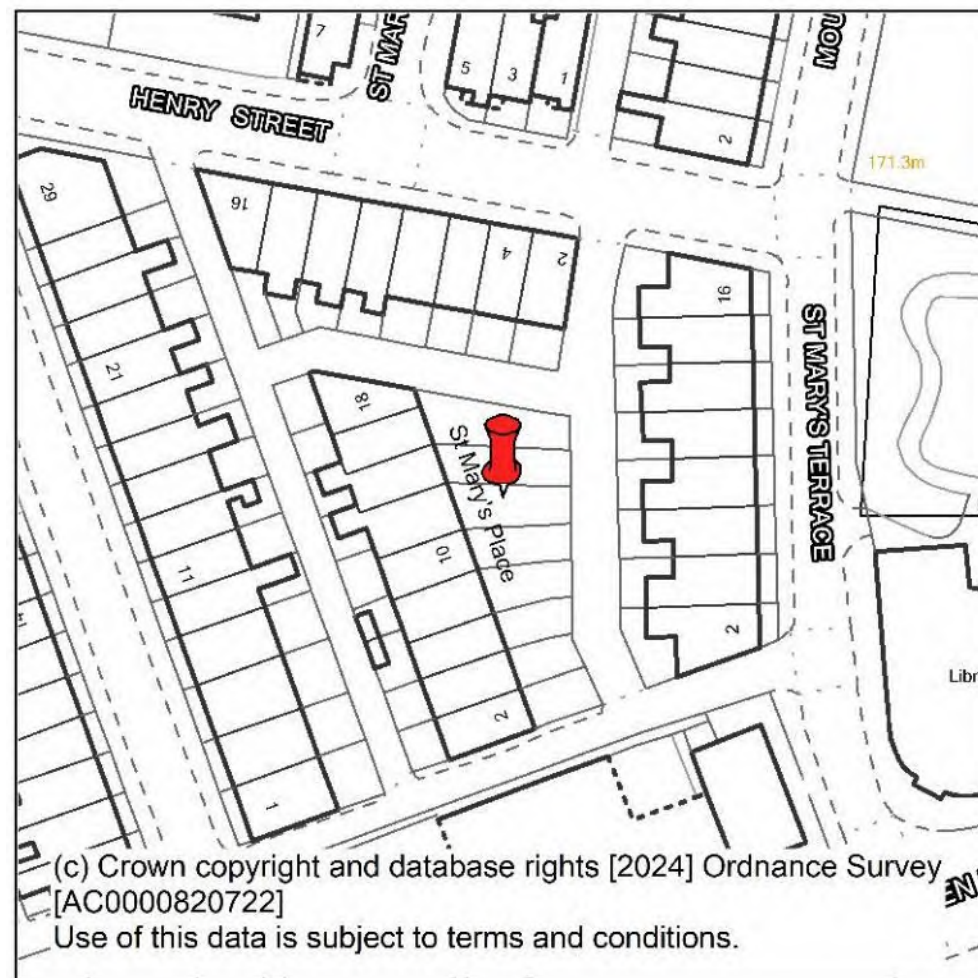 7
ST MAR
5
3
1
HENRY STREET
2
171.3m
29
16
4
2
16
21
18
St Mary's Place
ST MARY'S TERRACE
10
11
2
2
Libr
1
(c) Crown copyright and database rights [2024] Ordnance Survey
[AC0000820722]
Use of this data is subject to terms and conditions.